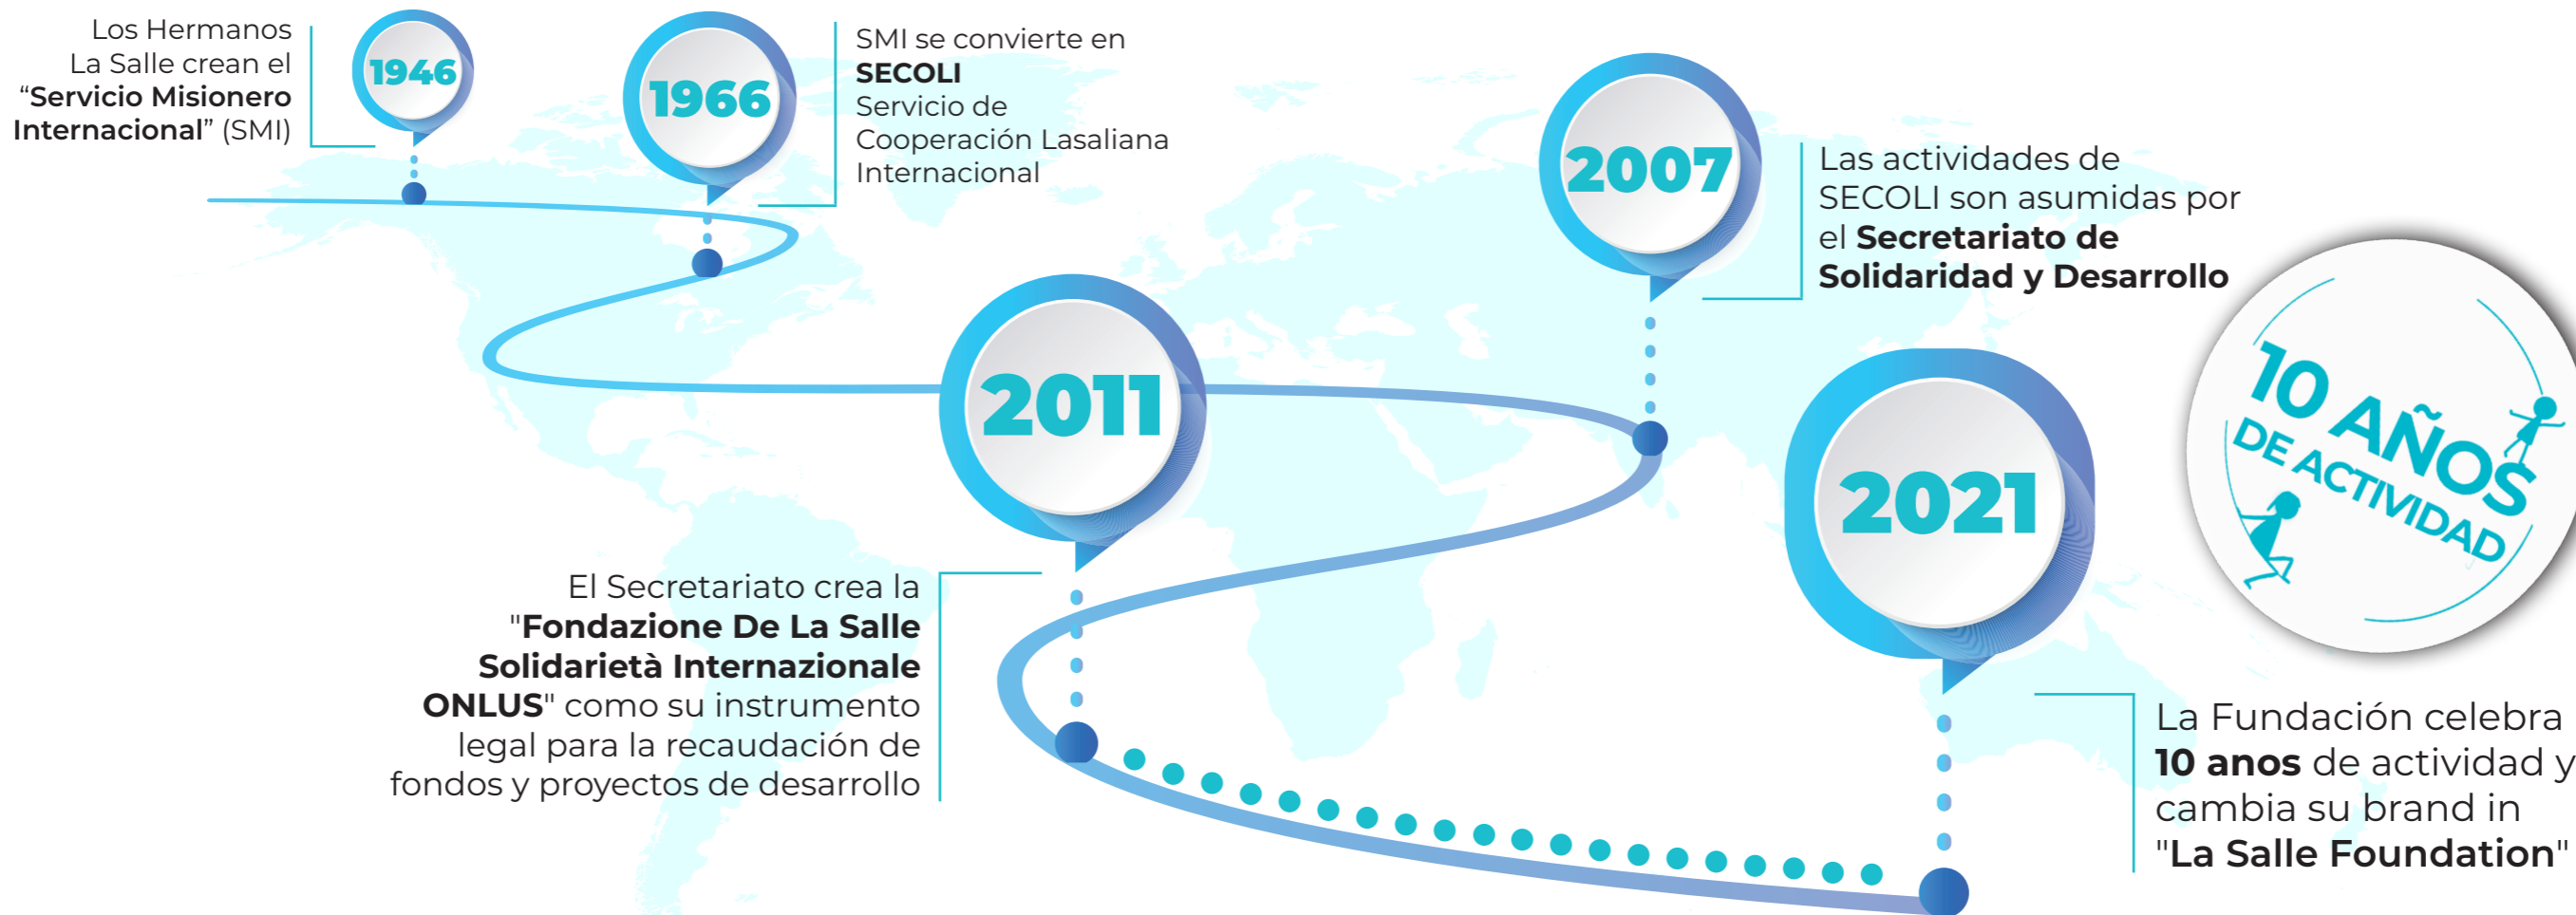 1946
Los Hermanos
La Salle crean el
“Servicio Misionero
Internacional” (SMI)
1966
SMI se convierte en
SECOLI
Servicio de
Cooperación Lasaliana
Internacional
2007
Las actividades de
SECOLI son asumidas por
el Secretariato de
Solidaridad y Desarrollo
2011
El Secretariato crea la
"Fondazione De La Salle
Solidarietà Internazionale
ONLUS" como su instrumento
legal para la recaudación de
fondos y proyectos de desarrollo
2021
La Fundación celebra
10 anos de actividad y
cambia su brand in
"La Salle Foundation"
10 AÑOS
DE ACTIVIDAD